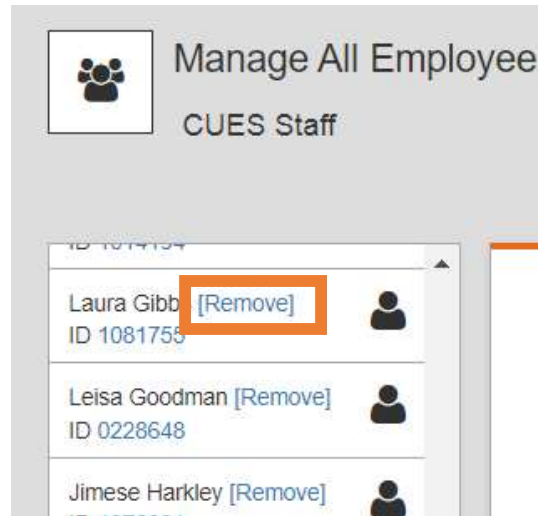 Manage All Employee
CUES Staff
Laura Gibb [Remove]
ID 1081755
Leisa Goodman [Remove]
ID 0228648
Jimese Harkley [Remove]